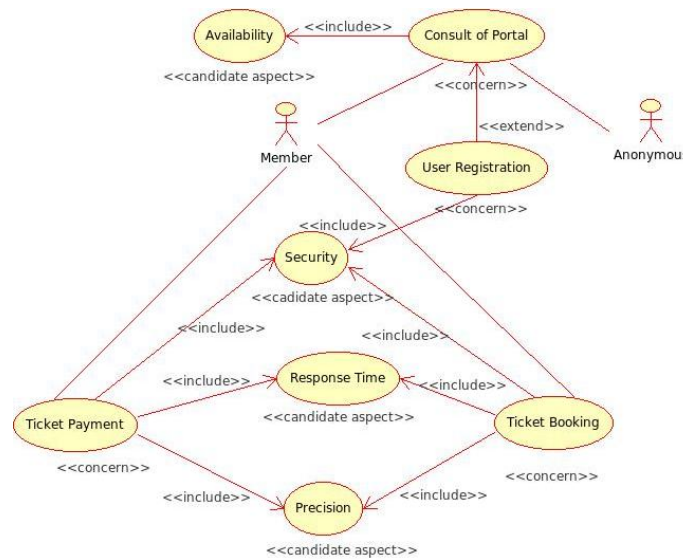 <<include>>
Availability
Consult of Portal
<<candidate aspect>>
<<concern>>
<<extend>>
Member
Anonymous
User Registration
<<include>>
<<concern>>
Security
<<cadidate aspect>>
<<include>>
<<include>>
Response Time
<<include>>
<<include>>
<<candidate aspect>>
Ticket Payment
Ticket Booking
<<concern>>
<<concern>>
<<include>>
<<include>>
Precision
<<candidate aspect>>